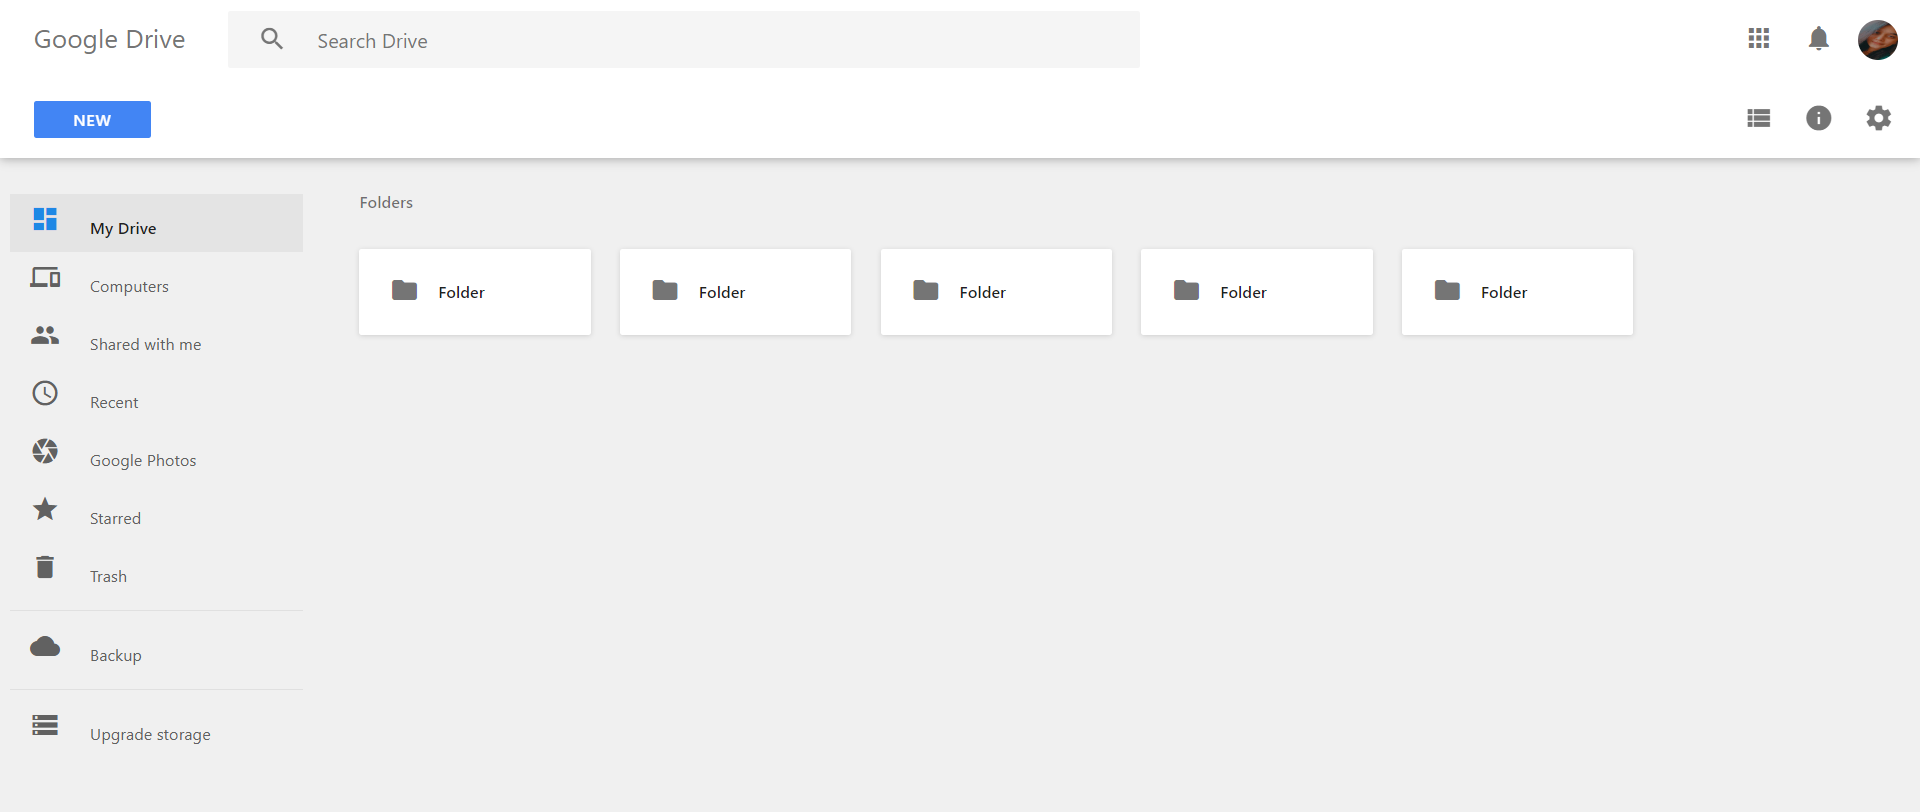 Google Drive
Search Drive
NEW
My Drive
Computers
Shared with me
Recent
Google Photos
Starred
Trash
Backup
Upgrade storage
Folders
Folder
Folder
Folder
Folder
Folder